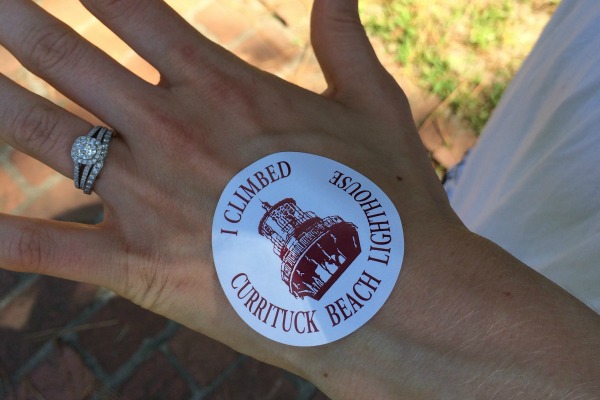 I CLIMBED
CURRITUCK BEACH LIGHTHOUSE